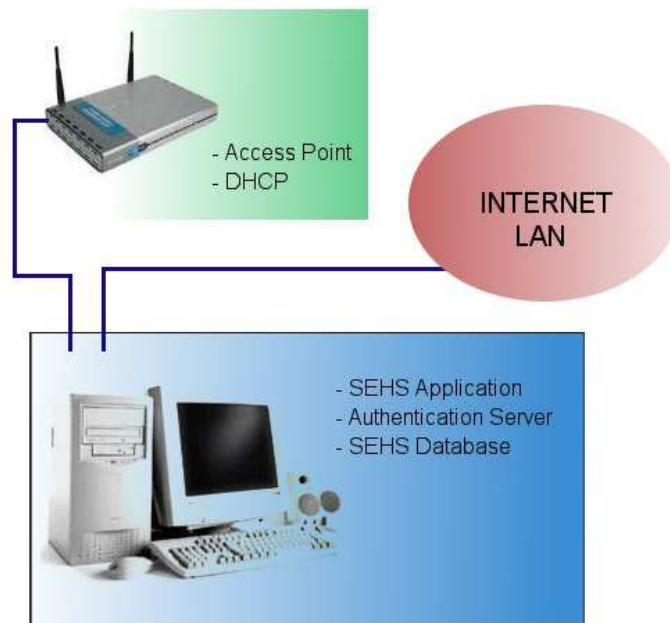 - Access Point
- DHCP
INTERNET
LAN
- SEHS Application
- Authentication Server
- SEHS Database